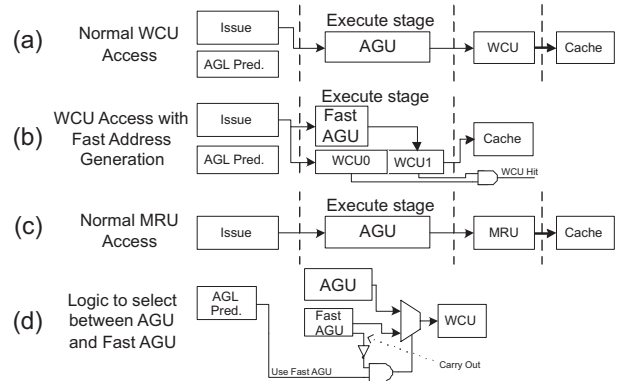 (a)
Normal WCU
Access
Issue
AGL Pred.
Execute stage
AGU
WCU
Cache
(b)
WCU Access with
Fast Address
Generation
Issue
AGL Pred.
Execute stage
Fast
AGU
WCU0
WCU1
Cache
WCU Hit
(c)
Normal MRU
Access
Issue
Execute stage
AGU
MRU
Cache
(d)
Logic to select
between AGU
and Fast AGU
AGL
Pred.
AGU
Fast
AGU
WCU
Carry Out
Use Fast AGU